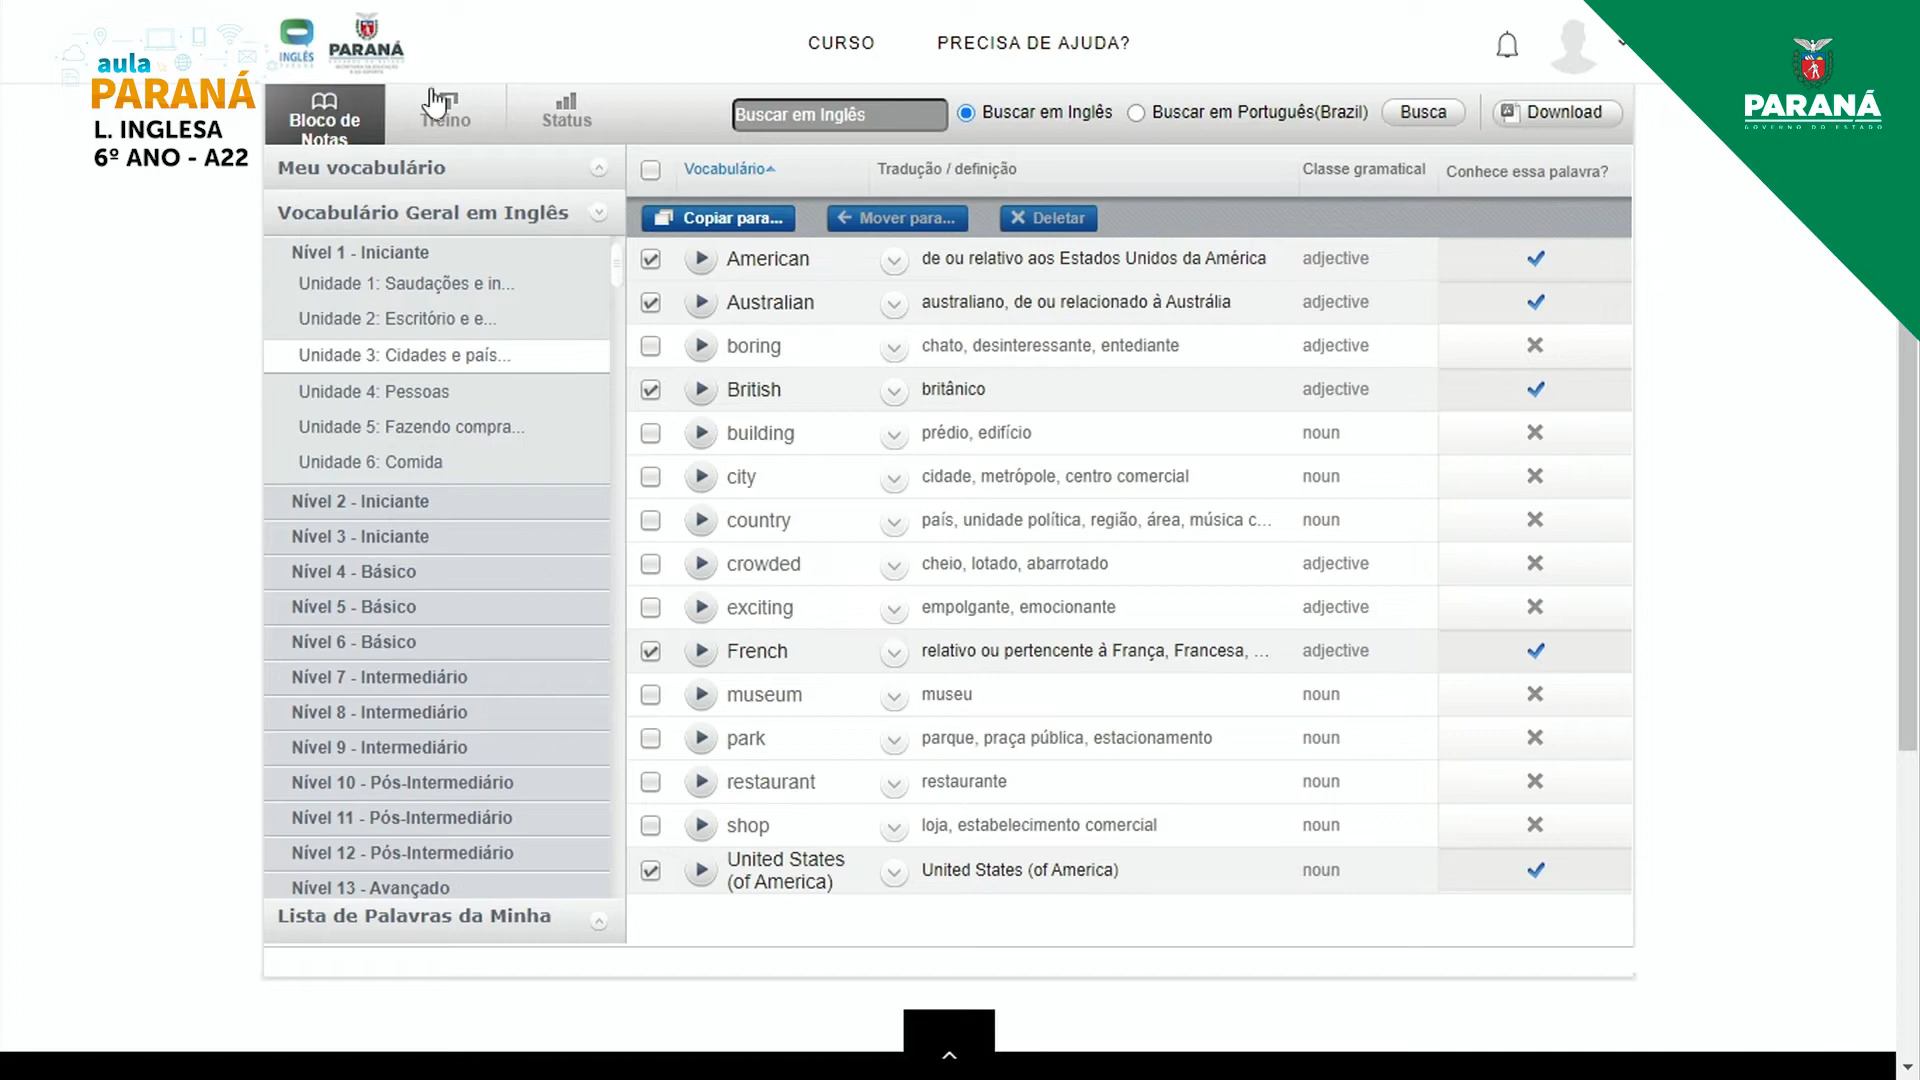 aula
PARANÁ
L. INGLESA
6º ANO - A22
INGLÊS
PARANÁ
CURSO
PRECISA DE AJUDA?
PARANÁ
GOVERNO DO ESTADO
Bloco de
Notas
Treino
Status
Buscar em Inglês
Buscar em Inglês
Buscar em Português(Brazil)
Busca
Download
Meu vocabulário
Vocabulário Geral em Inglês
Nível 1 - Iniciante
Unidade 1: Saudações e in...
Unidade 2: Escritório e e...
Unidade 3: Cidades e país...
Unidade 4: Pessoas
Unidade 5: Fazendo compra...
Unidade 6: Comida
Nível 2 - Iniciante
Nível 3 - Iniciante
Nível 4 - Básico
Nível 5 - Básico
Nível 6 - Básico
Nível 7 - Intermediário
Nível 8 - Intermediário
Nível 9 - Intermediário
Nível 10 - Pós-Intermediário
Nível 11 - Pós-Intermediário
Nível 12 - Pós-Intermediário
Nível 13 - Avançado
Lista de Palavras da Minha
Vocabulário Tradução / definição Classe gramatical Conhece essa palavra?
Copiar para... Mover para... Deletar
American de ou relativo aos Estados Unidos da América adjective
Australian australiano, de ou relacionado à Austrália adjective
boring chato, desinteressante, entediante adjective
British britânico adjective
building prédio, edifício noun
city cidade, metrópole, centro comercial noun
country país, unidade política, região, área, música c... noun
crowded cheio, lotado, abarrotado adjective
exciting empolgante, emocionante adjective
French relativo ou pertencente à França, Francesa, ... adjective
museum museu noun
park parque, praça pública, estacionamento noun
restaurant restaurante noun
shop loja, estabelecimento comercial noun
United States
(of America) United States (of America) noun